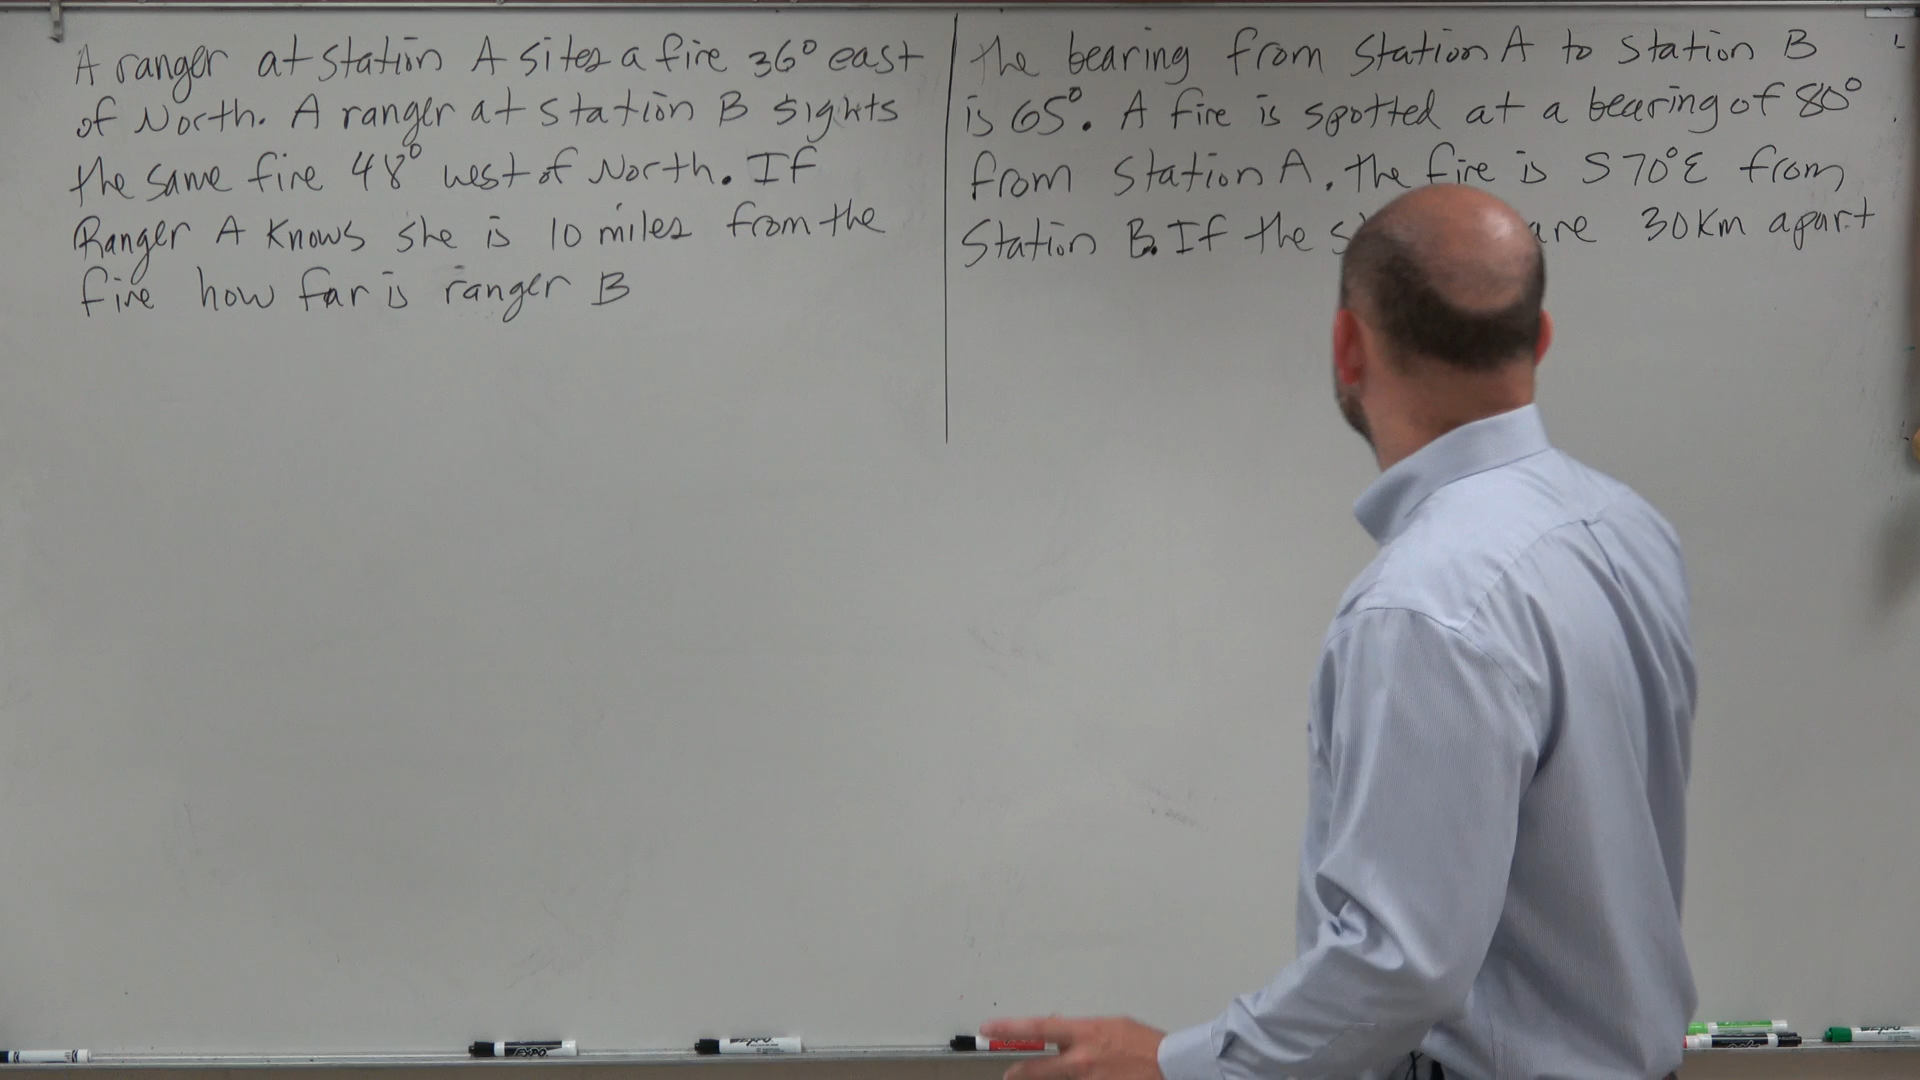 A ranger at station A sites a fire 36° east
of North. A ranger at station B sights
the same fire 48° west of North. If
Ranger A knows she is 10 miles from the
fire how far is ranger B
The bearing from Station A to Station B
is 65°. A fire is spotted at a bearing of 80°
from Station A. The fire is S70°E from
Station B. If the are 30km apart
EXPO